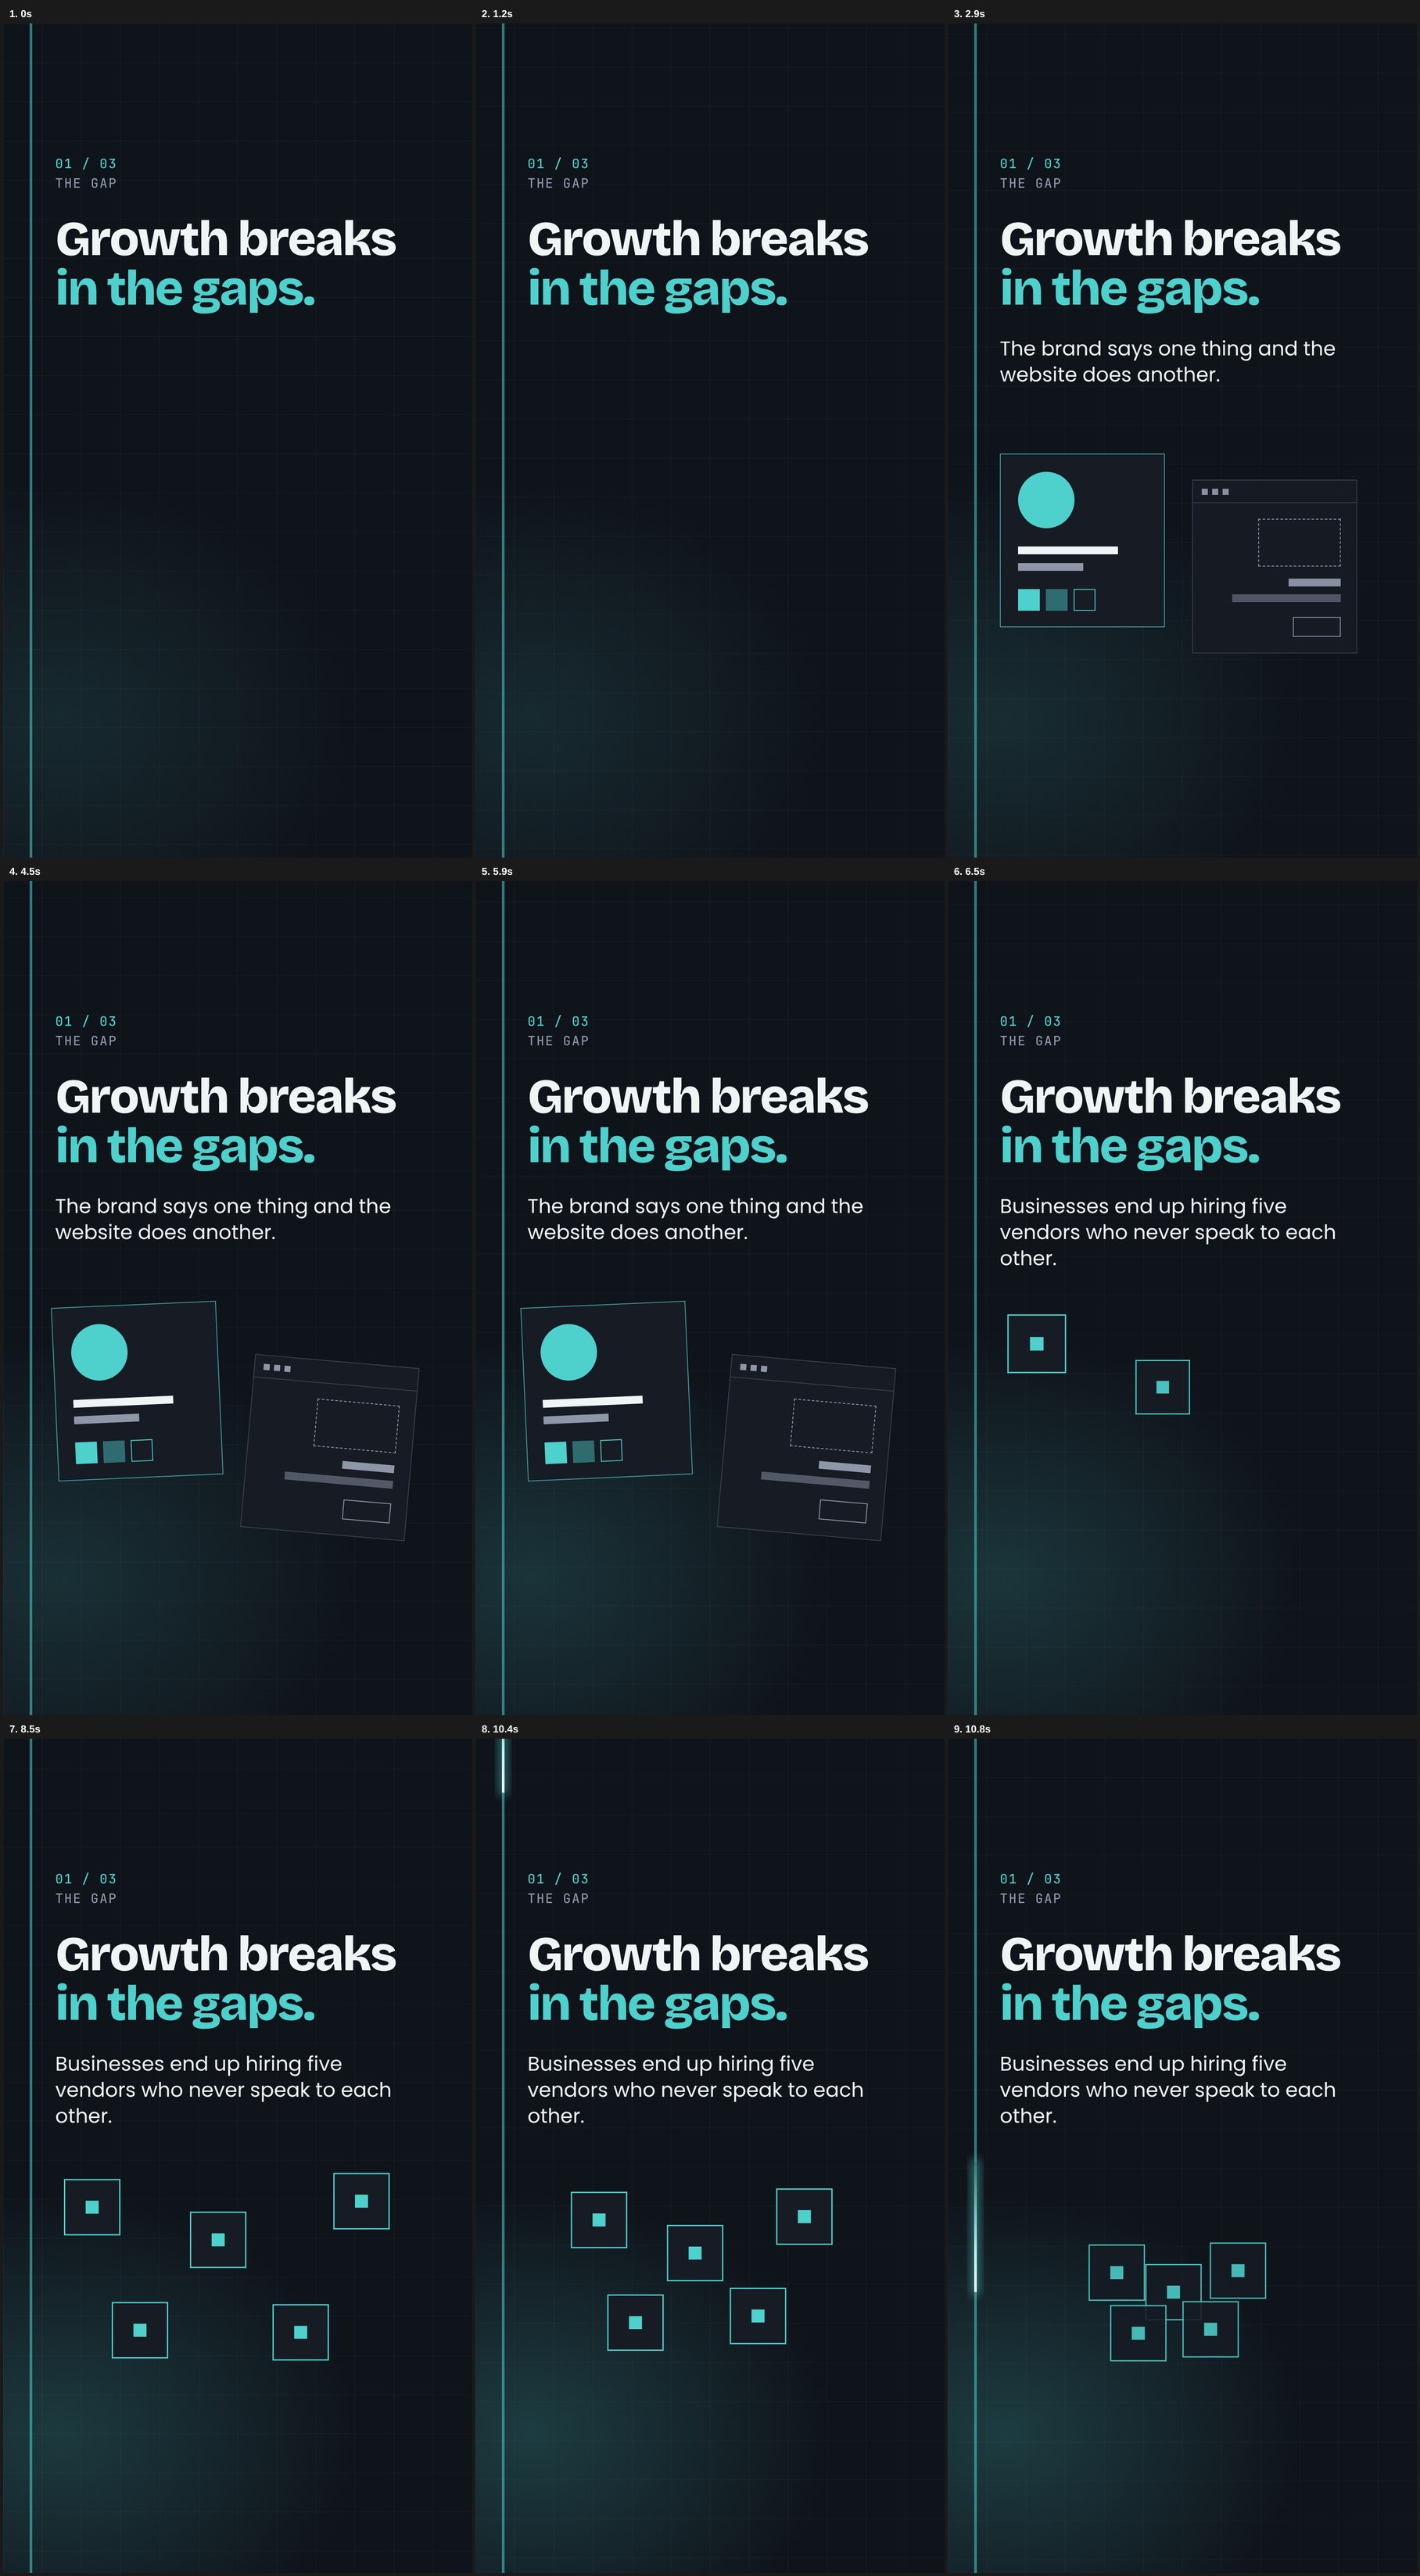 1. 0s
01 / 03
THE GAP
Growth breaks
in the gaps.
2. 1.2s
01 / 03
THE GAP
Growth breaks
in the gaps.
3. 2.9s
01 / 03
THE GAP
Growth breaks
in the gaps.
The brand says one thing and the
website does another.
4. 4.5s
01 / 03
THE GAP
Growth breaks
in the gaps.
The brand says one thing and the
website does another.
5. 5.9s
01 / 03
THE GAP
Growth breaks
in the gaps.
The brand says one thing and the
website does another.
6. 6.5s
01 / 03
THE GAP
Growth breaks
in the gaps.
Businesses end up hiring five
vendors who never speak to each
other.
7. 8.5s
01 / 03
THE GAP
Growth breaks
in the gaps.
Businesses end up hiring five
vendors who never speak to each
other.
8. 10.4s
01 / 03
THE GAP
Growth breaks
in the gaps.
Businesses end up hiring five
vendors who never speak to each
other.
9. 10.8s
01 / 03
THE GAP
Growth breaks
in the gaps.
Businesses end up hiring five
vendors who never speak to each
other.